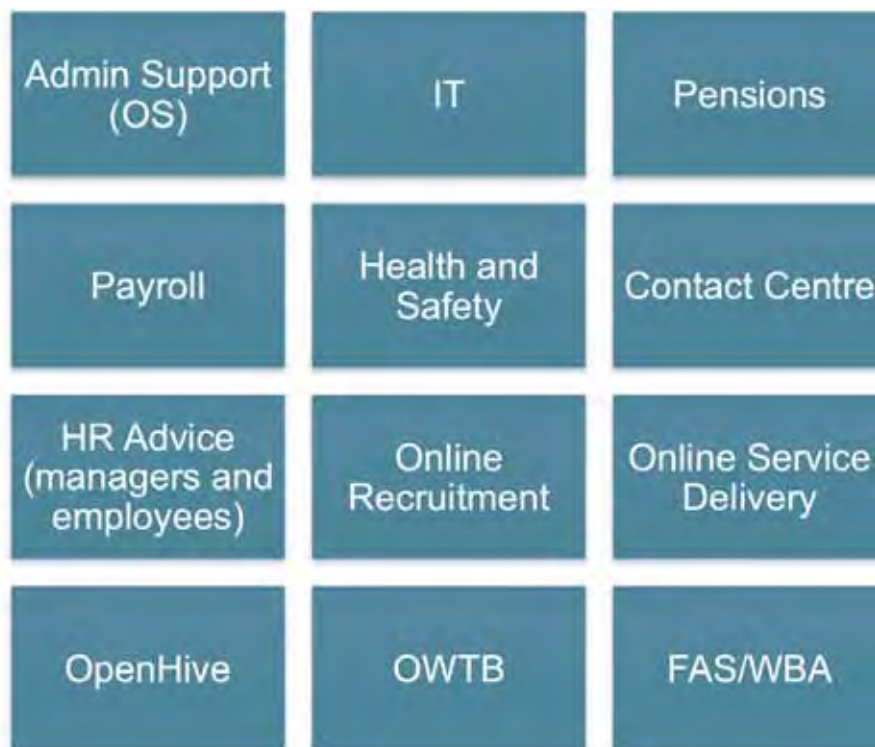 Admin Support
(OS)
IT
Pensions
Payroll
Health and
Safety
Contact Centre
HR Advice
(managers and
employees)
Online
Recruitment
Online Service
Delivery
OpenHive
OWTB
FAS/WBA